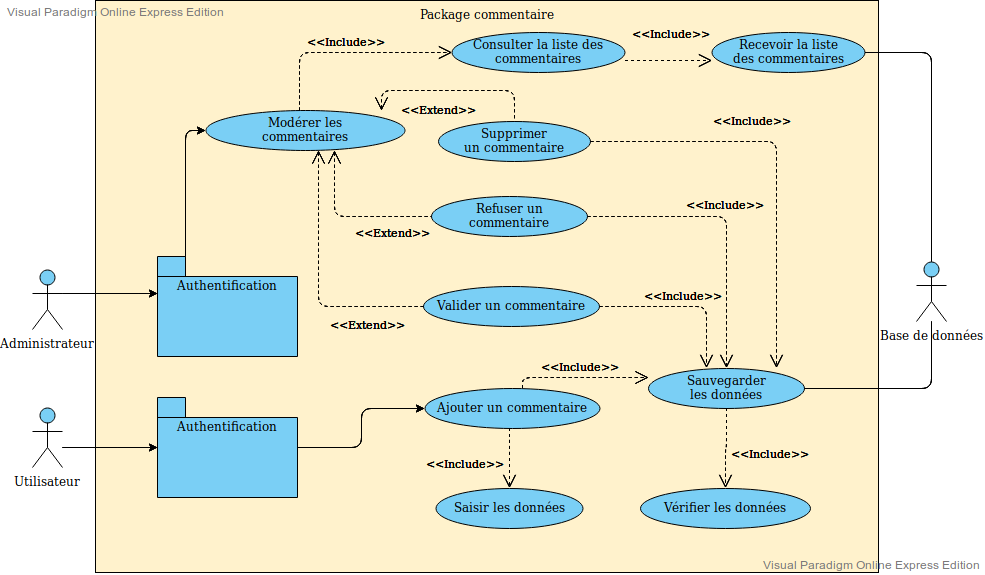 Visual Paradigm Online Express Edition
Package commentaire
<<Include>>
Consulter la liste des
commentaires
<<Include>>
Recevoir la liste
des commentaires
Modérer les
commentaires
<<Extend>>
Supprimer
un commentaire
<<Include>>
Refuser un
commentaire
<<Include>>
<<Extend>>
Authentification
Valider un commentaire
<<Include>>
<<Extend>>
Administrateur
Base de données
<<Include>>
Sauvegarder
les données
Ajouter un commentaire
Authentification
<<Include>>
<<Include>>
Utilisateur
Saisir les données
Vérifier les données
Visual Paradigm Online Express Edition